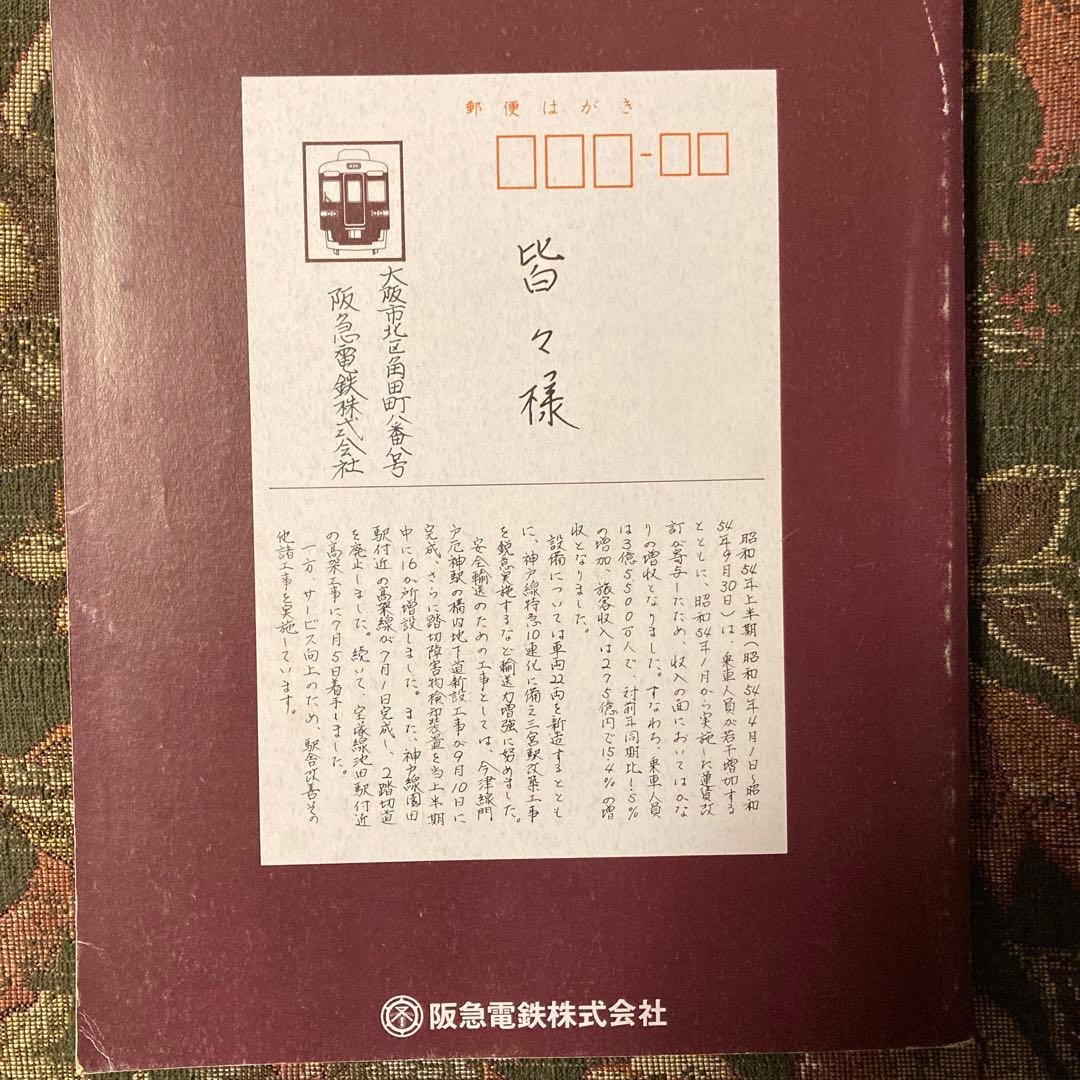 郵便はがき
皆々様
大阪市北区角田町八番八号
阪急電鉄株式会社
昭和54年上半期(昭和54年4月1日〜昭和
54年9月30日)は、乗車人員が若干増加する
とともに、昭和54年1月から実施した運賃改
訂が寄与したため、収入の面においてはかな
りの増収となりました。すなわち、乗車人員
は3億5500万人で、対前年同期比1.5%
の増加、旅客収入は275億円で15.4%の増
収となりました。
設備については車両22両を新造するととも
に、神戸線特急10連化に備え三宮駅改築工事
を鋭意実施するなど輸送力増強に努めました。
安全輸送のための工事としては、今津線門
戸厄神駅の構内地下道新設工事が9月10日に
完成、さらに踏切障害物検知装置を当上半期
中に16か所増設しました。また、神戸線園田
駅付近の高架線が7月1日完成し、2踏切道
を廃止しました。続いて、宝塚線池田駅付近
の高架工事に7月5日着手しました。
一方、サービス向上のため、駅舎改善その
他諸工事を実施しています。
阪急電鉄株式会社